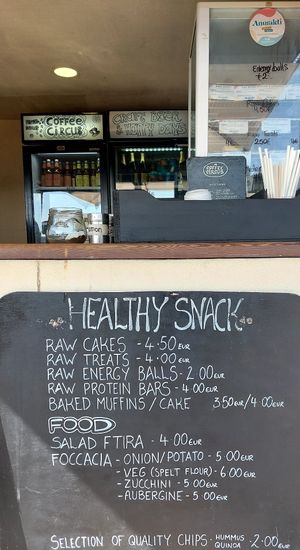 Anuvakti
Energy balls
COFFEE
CIRCUS
HEALTHY SNACK
RAW CAKES - 4.50 EUR
RAW TREATS - 4.00 EUR
RAW ENERGY BALLS - 2.00 EUR
RAW PROTEIN BARS - 4.00 EUR
BAKED MUFFINS / CAKE 3.50 EUR / 4.00 EUR
FOOD
SALAD FTIRA - 4.00 EUR
FOCCACIA - ONION/POTATO - 5.00 EUR
- VEG (SPELT FLOUR) - 6.00 EUR
- ZUCCHINI - 5.00 EUR
- AUBERGINE - 5.00 EUR
SELECTION OF QUALITY CHIPS - HUMMUS QUINOA - 2.00 EUR